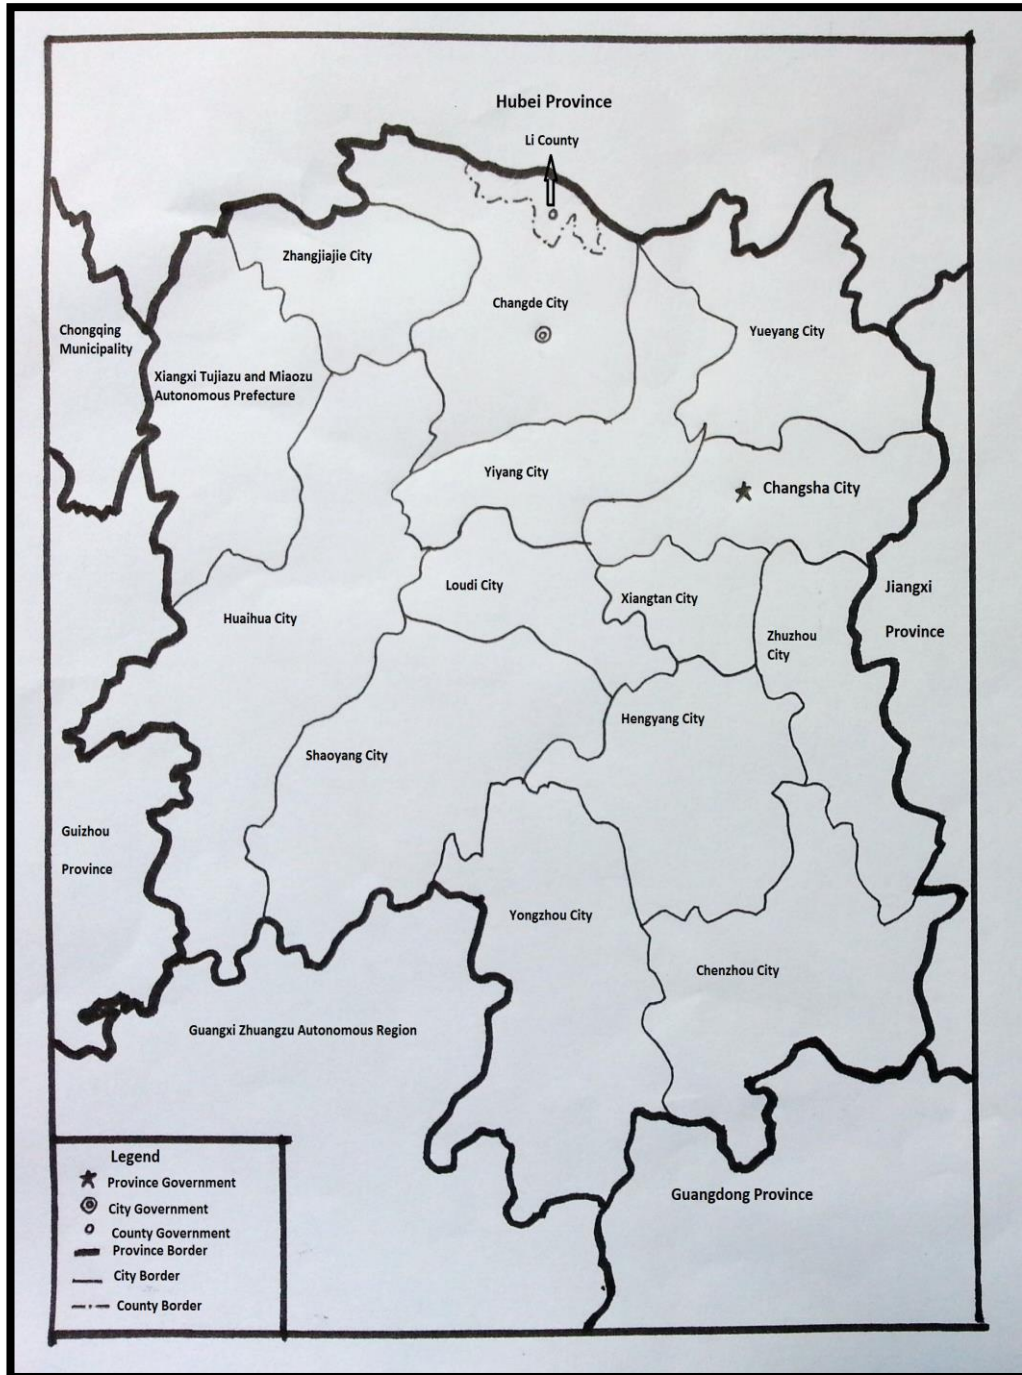 Hubei Province
Li County
Zhangjiajie City
Changde City
Yueyang City
Chongqing
Municipality
Xiangxi Tujiazu and Miaozu
Autonomous Prefecture
Yiyang City
Changsha City
Loudi City
Xiangtan City
Jiangxi
Province
Huaihua City
Zhuzhou
City
Hengyang City
Shaoyang City
Guizhou
Province
Yongzhou City
Chenzhou City
Guangxi Zhuangzu Autonomous Region
Guangdong Province
Legend
Province Government
City Government
County Government
Province Border
City Border
County Border